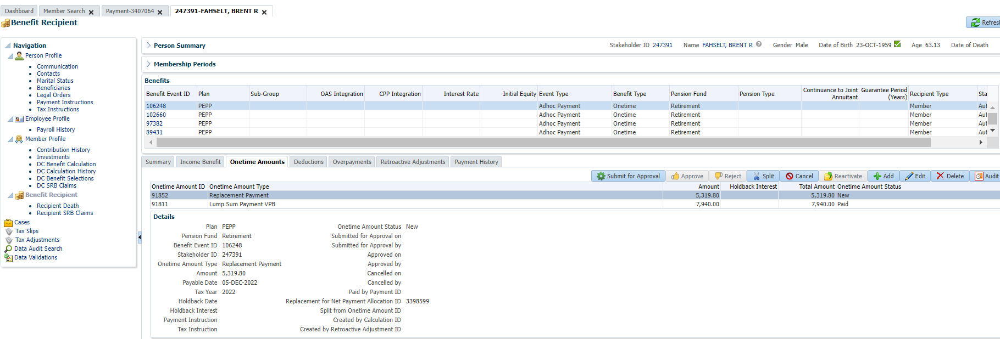 Dashboard Member Search Payment-3407064 247391-FAHSELT, BRENT R
Benefit Recipient
Navigation
Person Profile
Communication
Contacts
Marital Status
Beneficiaries
Legal Orders
Payment Instructions
Tax Instructions
Employee Profile
Payroll History
Member Profile
Contribution History
Investments
DC Benefit Calculation
DC Calculation History
DC Benefit Selections
DC SRB Claims
Benefit Recipient
Recipient Death
Recipient SRB Claims
Cases
Tax Slips
Tax Adjustments
Data Audit Search
Data Validations
Refresh
Person Summary Stakeholder ID 247391 Name FAHSELT, BRENT R Gender Male Date of Birth 23-OCT-1959 Age 63.13 Date of Death
Membership Periods
Benefits
Benefit Event ID Plan Sub-Group OAS Integration CPP Integration Interest Rate Initial Equity Event Type Benefit Type Pension Fund Pension Type Continuance to Joint Annuitant Guarantee Period (Years) Recipient Type Sta
106248 PEPP Adhoc Payment Onetime Retirement Member Aut
102660 PEPP Adhoc Payment Onetime Retirement Member Aut
97382 PEPP Adhoc Payment Onetime Retirement Member Aut
89431 PEPP Adhoc Payment Onetime Retirement Member Aut
Summary Income Benefit Onetime Amounts Deductions Overpayments Retroactive Adjustments Payment History
Submit for Approval Approve Reject Split Cancel Reactivate Add Edit Delete Audit
Onetime Amount ID Onetime Amount Type Amount Holdback Interest Total Amount Onetime Amount Status
91852 Replacement Payment 5,319.80 5,319.80 New
91811 Lump Sum Payment VPB 7,940.00 7,940.00 Paid
Details
Plan PEPP Onetime Amount Status New
Pension Fund Retirement Submitted for Approval on
Benefit Event ID 106248 Submitted for Approval by
Stakeholder ID 247391 Approved on
Onetime Amount Type Replacement Payment Approved by
Amount 5,319.80 Cancelled on
Payable Date 05-DEC-2022 Cancelled by
Tax Year 2022 Paid by Payment ID
Holdback Date Replacement for Net Payment Allocation ID 3398599
Holdback Interest Split from Onetime Amount ID
Payment Instruction Created by Calculation ID
Tax Instruction Created by Retroactive Adjustment ID